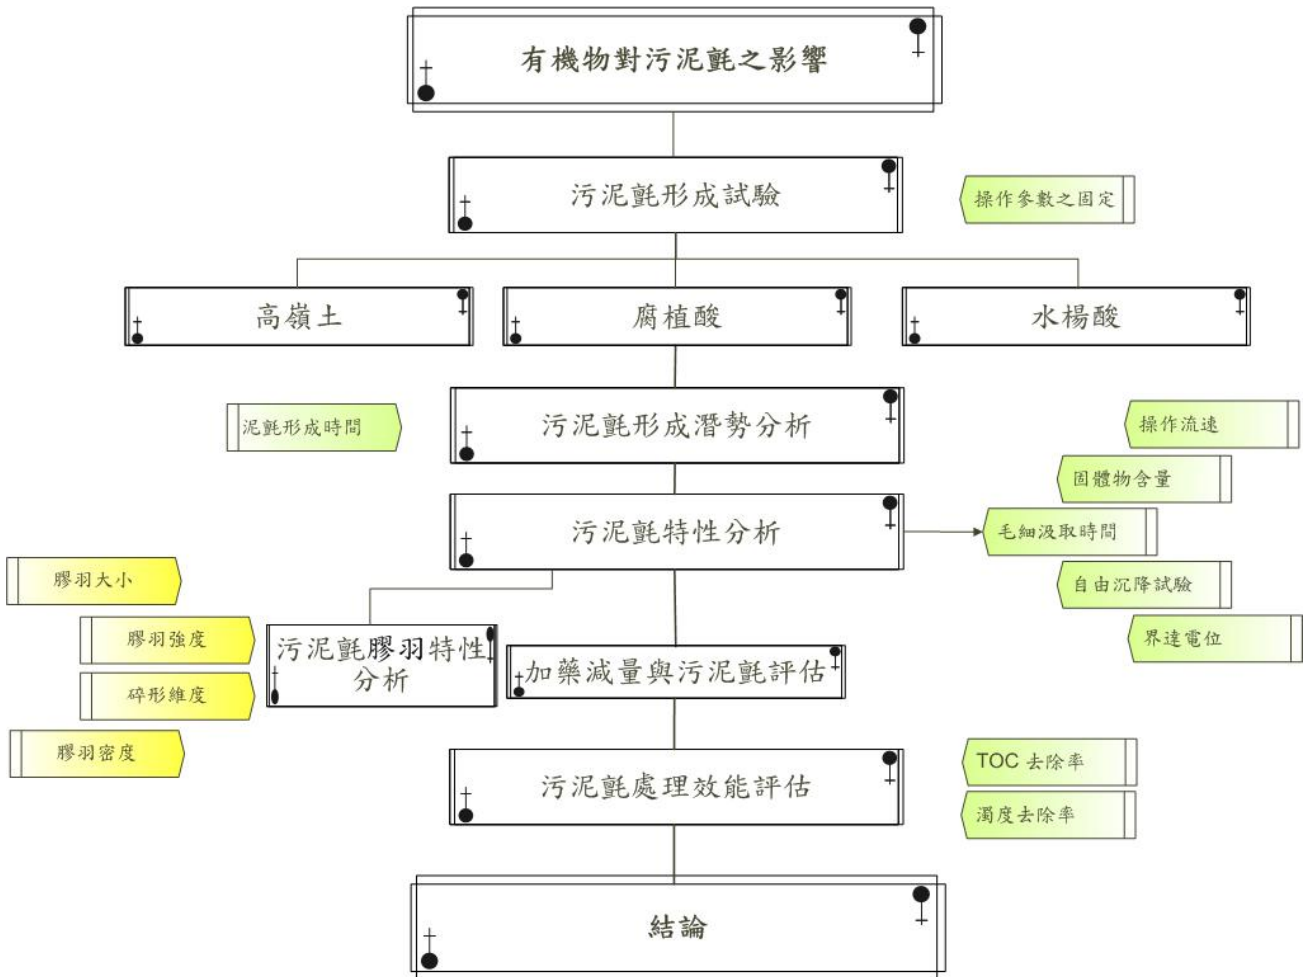 有機物對污泥氈之影響
污泥氈形成試驗
操作參數之固定
高嶺土
腐植酸
水楊酸
泥氈形成時間
污泥氈形成潛勢分析
操作流速
固體物含量
污泥氈特性分析
毛細汲取時間
自由沉降試驗
界達電位
膠羽大小
膠羽強度
碎形維度
膠羽密度
污泥氈膠羽特性
分析
加藥減量與污泥氈評估
污泥氈處理效能評估
TOC 去除率
濁度去除率
結論